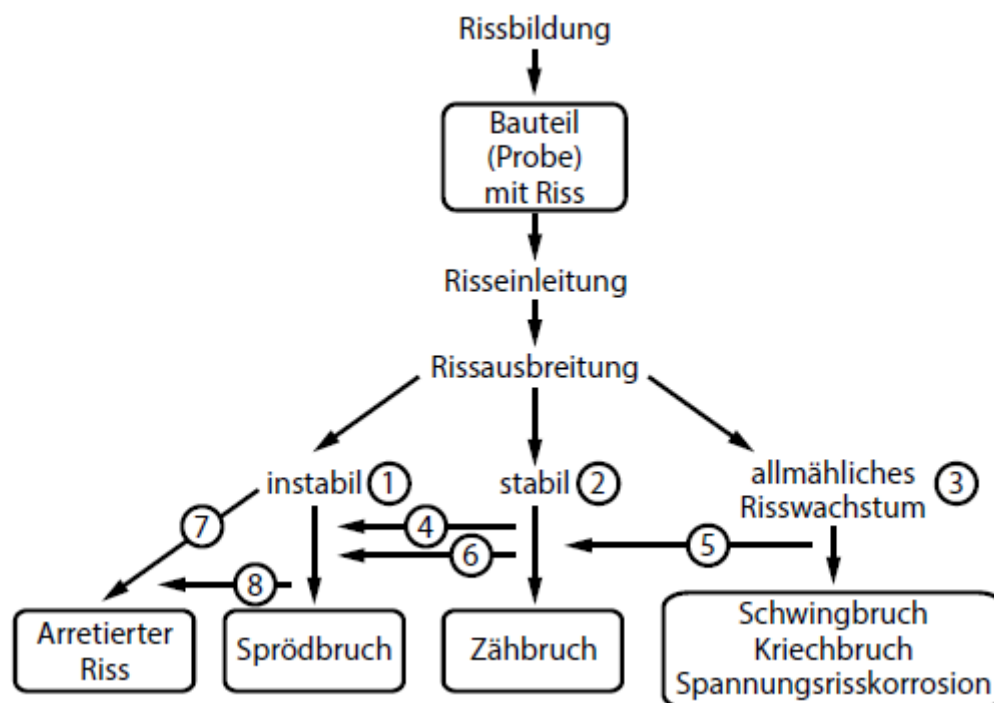 Rissbildung
Bauteil
(Probe)
mit Riss
Risseinleitung
Rissausbreitung
instabil 1
stabil 2
allmähliches
Risswachstum 3
7
4
6
5
8
Arretierter
Riss
Sprödbruch
Zähbruch
Schwingbruch
Kriechbruch
Spannungsrisskorrosion